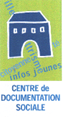 infos jeunes
CENTRE de
DOCUMENTATION
SOCIALE